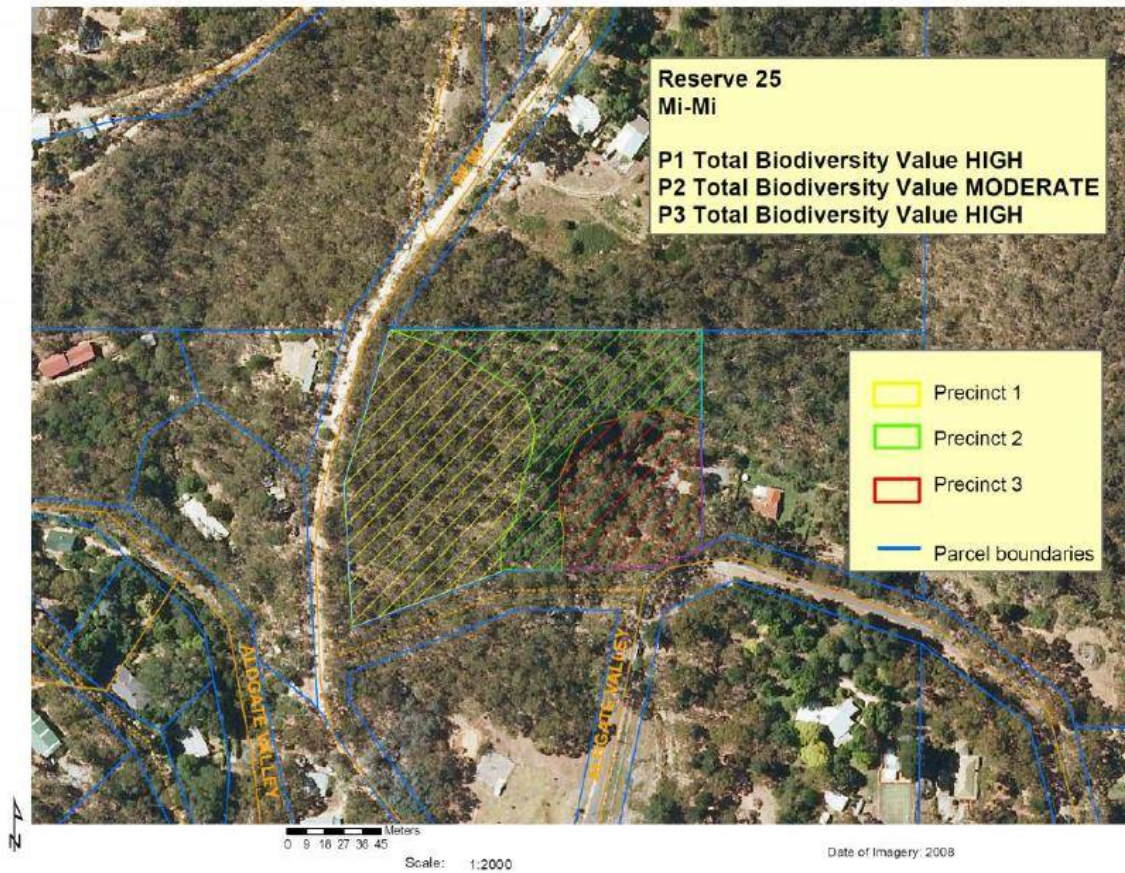 Reserve 25
Mi-Mi
P1 Total Biodiversity Value HIGH
P2 Total Biodiversity Value MODERATE
P3 Total Biodiversity Value HIGH
Precinct 1
Precinct 2
Precinct 3
Parcel boundaries
ALDGATE VALLEY
VALLEY
N
Meters
0 9 18 27 36 45
Scale: 1:2000
Date of Imagery: 2008